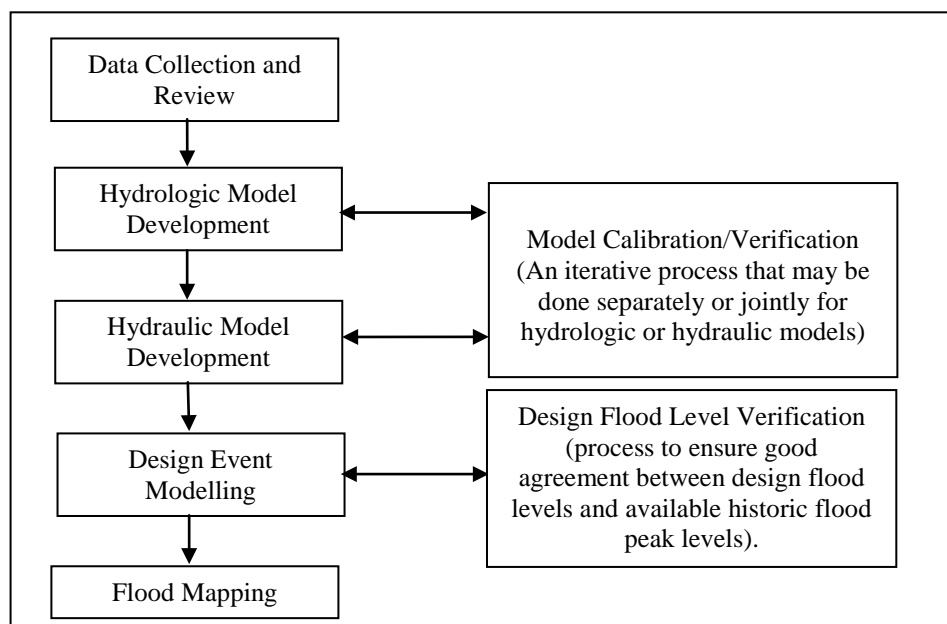 Data Collection and
Review
Hydrologic Model
Development
Model Calibration/Verification
(An iterative process that may be
done separately or jointly for
hydrologic or hydraulic models)
Hydraulic Model
Development
Design Flood Level Verification
(process to ensure good
agreement between design flood
levels and available historic flood
peak levels).
Design Event
Modelling
Flood Mapping